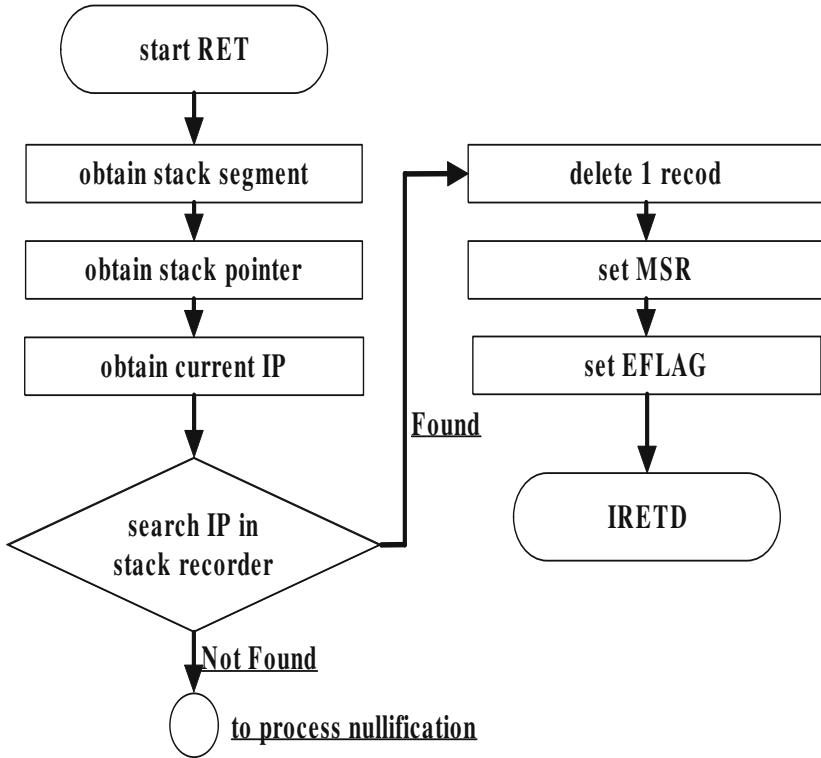 start RET
obtain stack segment
obtain stack pointer
obtain current IP
search IP in
stack recorder
Not Found
to process nullification
Found
delete 1 recod
set MSR
set EFLAG
IRETD